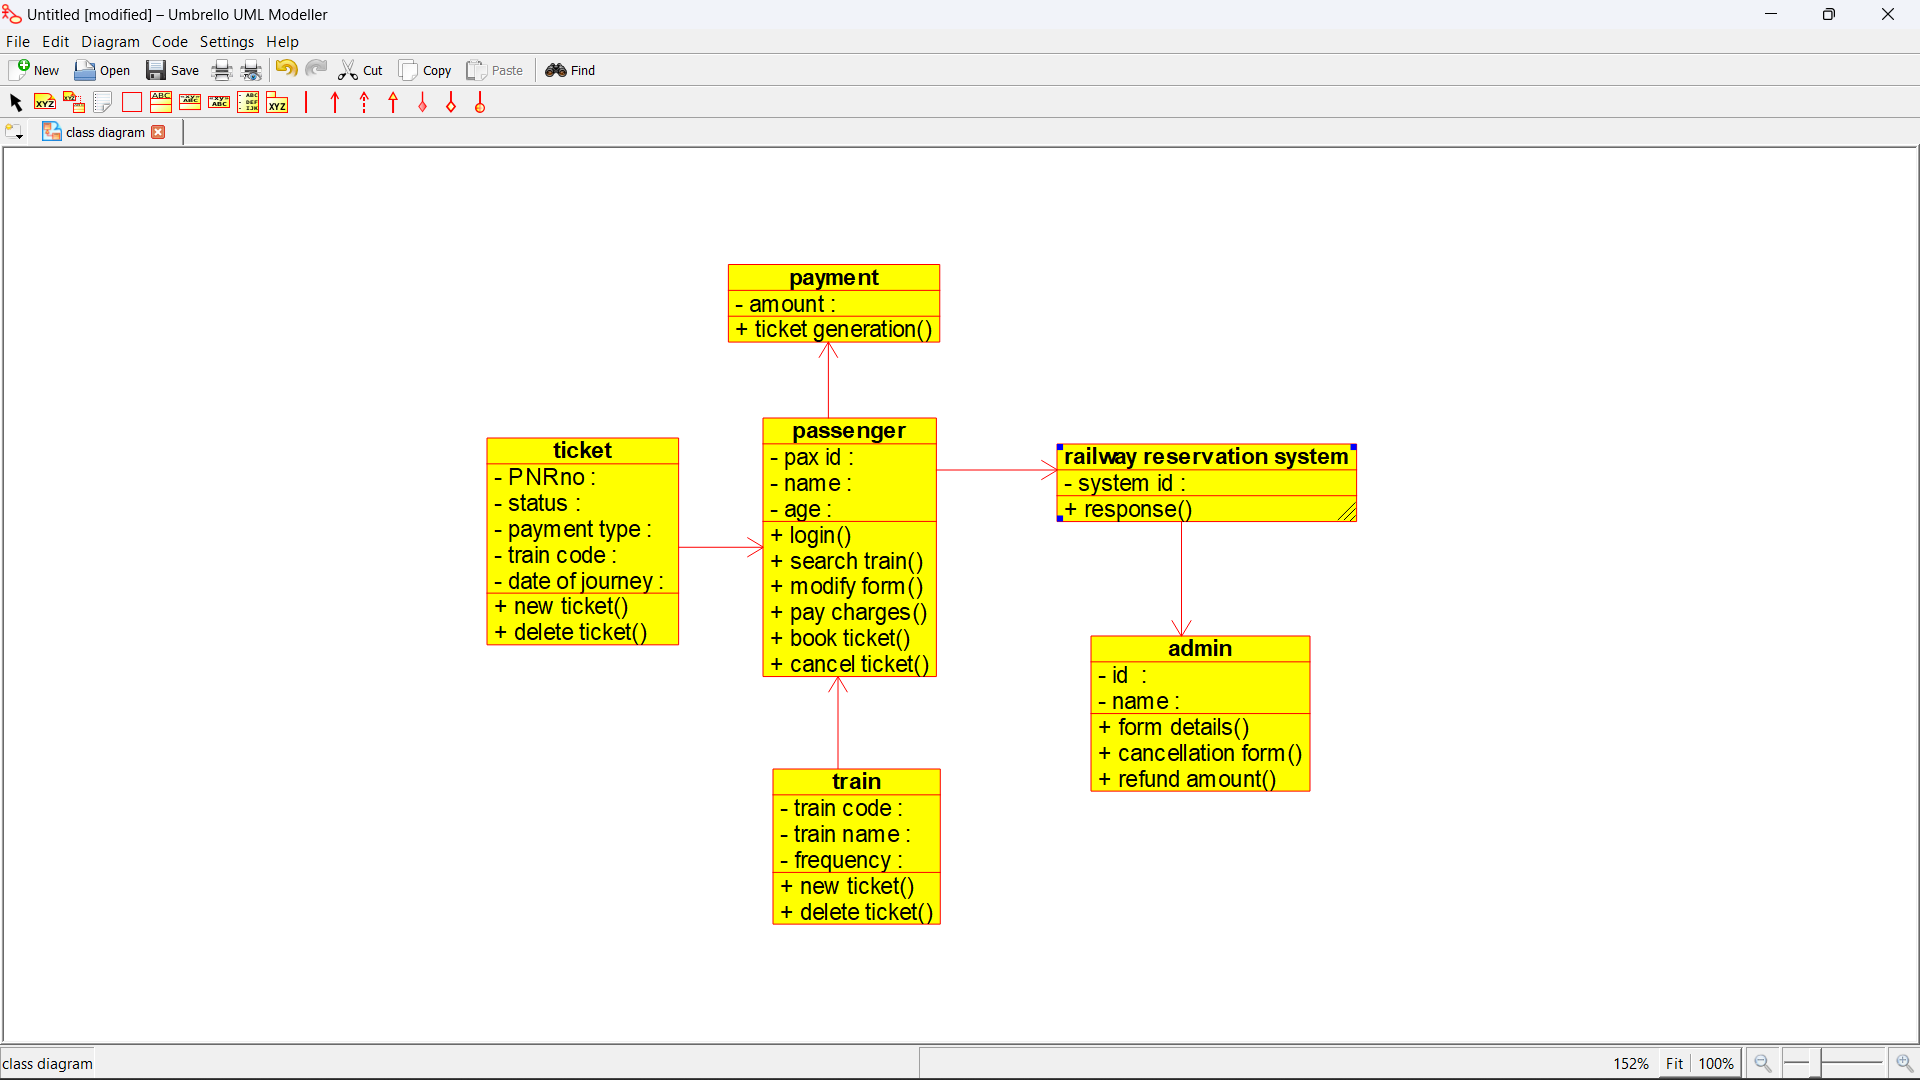 Untitled [modified] – Umbrello UML Modeller
File Edit Diagram Code Settings Help
New Open Save Cut Copy Paste Find
class diagram
payment
- amount :
+ ticket generation()
ticket
- PNRno :
- status :
- payment type :
- train code :
- date of journey :
+ new ticket()
+ delete ticket()
passenger
- pax id :
- name :
- age :
+ login()
+ search train()
+ modify form()
+ pay charges()
+ book ticket()
+ cancel ticket()
railway reservation system
- system id :
+ response()
admin
- id :
- name :
+ form details()
+ cancellation form()
+ refund amount()
train
- train code :
- train name :
- frequency :
+ new ticket()
+ delete ticket()
class diagram 152% Fit 100%